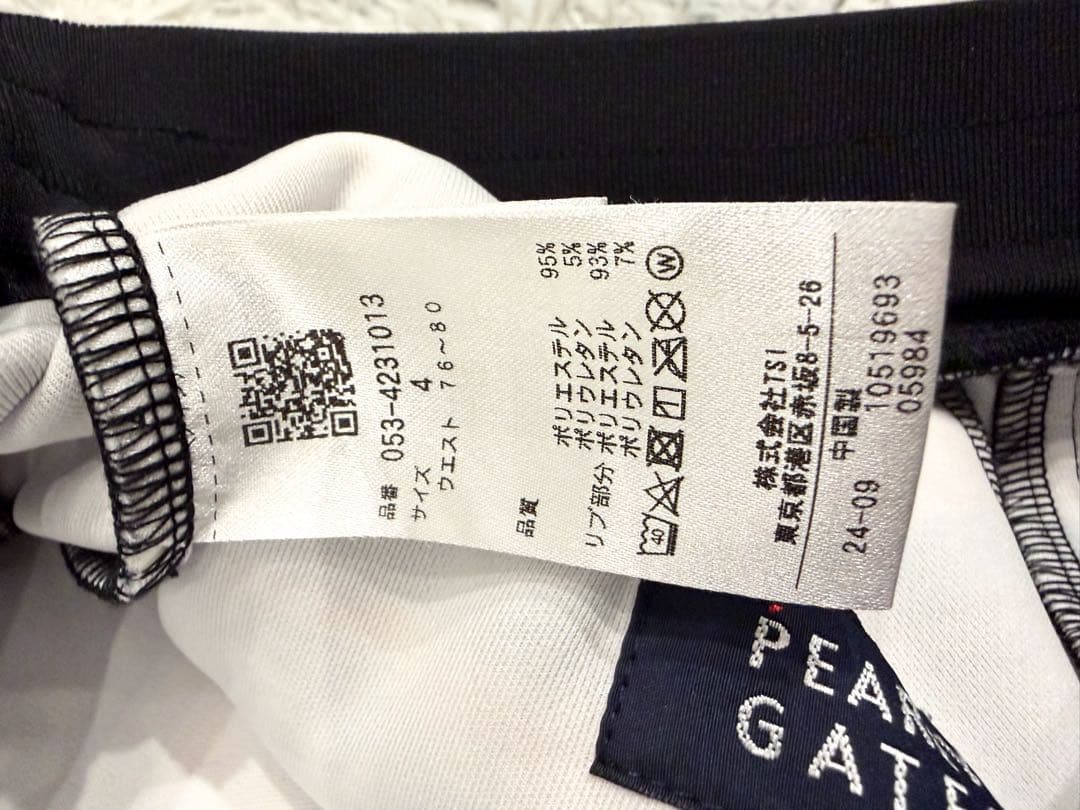 品番 053-4231013
サイズ 4
ウエスト 76~80
品質
ポリエステル 95%
ポリウレタン 5%
リブ部分 ポリエステル 93%
ポリウレタン 7%
40 W
株式会社TSI
東京都港区赤坂8-5-26
中国製
24-09 10519693
05984
PEARLY
GATE